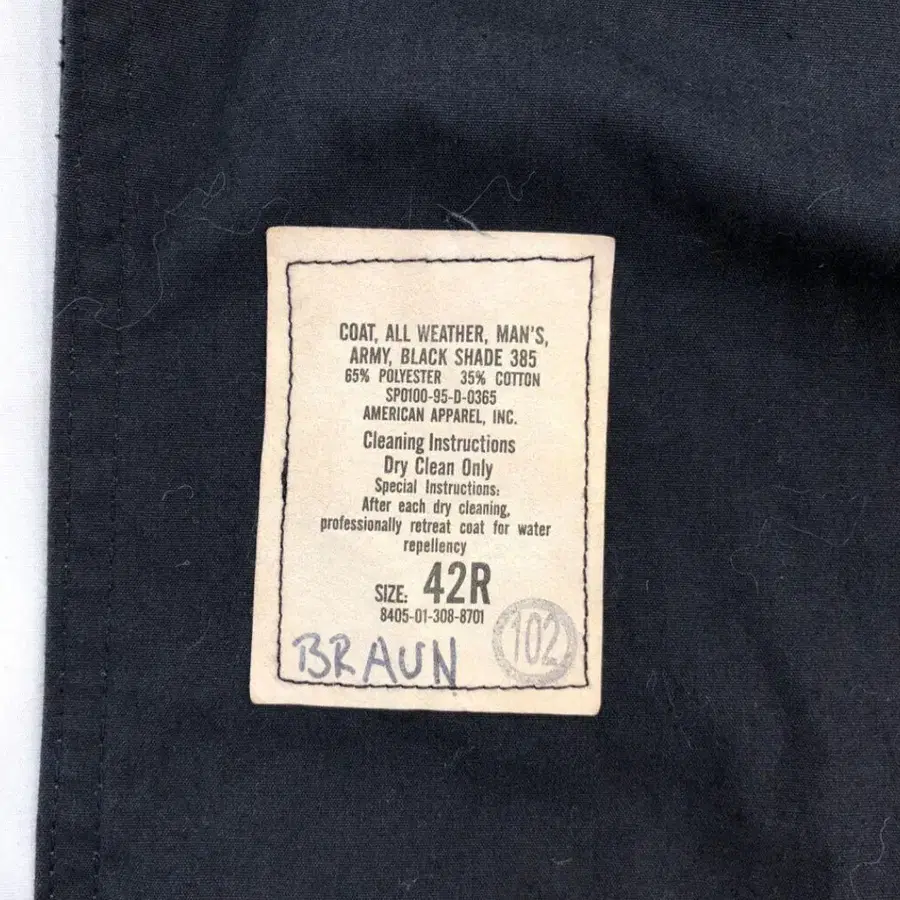 COAT, ALL WEATHER, MAN'S,
ARMY, BLACK SHADE 385
65% POLYESTER 35% COTTON
SPO100-95-D-0365
AMERICAN APPAREL, INC.
Cleaning Instructions
Dry Clean Only
Special Instructions:
After each dry cleaning,
professionally retreat coat for water
repellency
SIZE: 42R
8405-01-308-8701
BRAUN
102